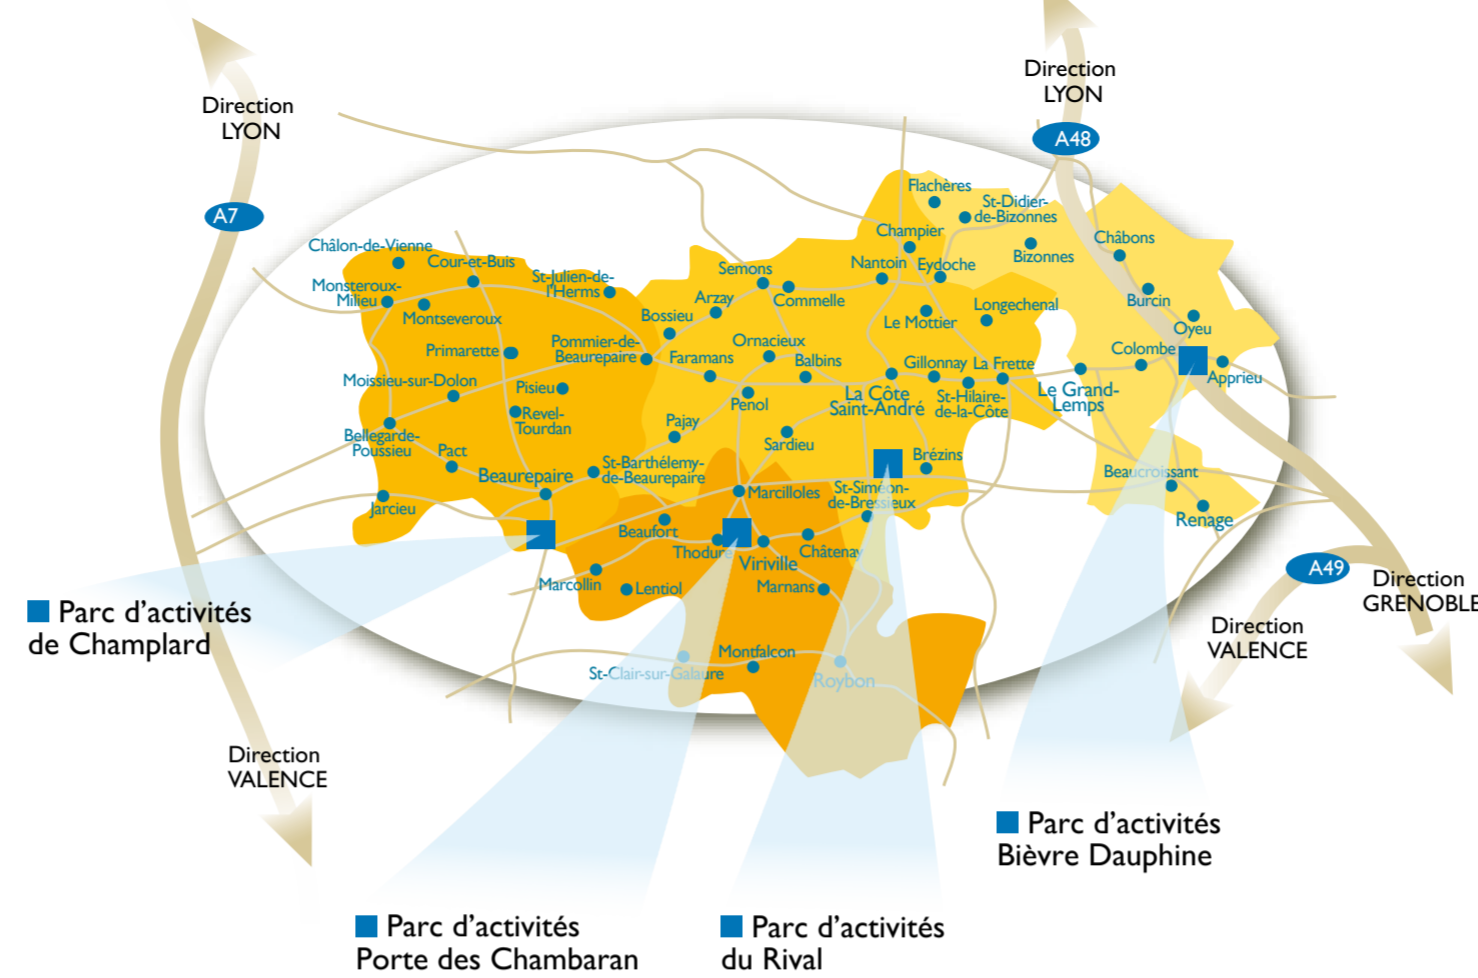 Direction
LYON
A7
Direction
LYON
A48
Flachères
St-Didier-
de-Bizonnes
Champier
Bizonnes
Châbons
Châlon-de-Vienne
Cour-et-Buis
St-Julien-de-
l'Herms
Semons
Nantoin
Eydoche
Monsteroux-
Milieu
Montseveroux
Arzay
Commelle
Longechenal
Burcin
Bossieu
Le Mottier
Oyeu
Primarette
Pommier-de-
Beaurepaire
Ornacieux
Faramans
Balbins
Gillonnay
La Frette
Colombe
Apprieu
Moissieu-sur-Dolon
Pisieu
Penol
La Côte
Saint-André
St-Hilaire-
de-la-Côte
Le Grand-
Lemps
Revel-
Tourdan
Pajay
Bellegarde-
Poussieu
Sardieu
Pact
Beaurepaire
St-Barthélemy-
de-Beaurepaire
Brézins
Beaucroissant
Marcilloles
St-Siméon-
de-Bressieux
Jarcieu
Renage
Beaufort
Thodure
Viriville
Châtenay
Marcollin
Lentiol
Marnans
A49
Direction
GRENOBLE
Parc d’activités
de Champlard
Direction
VALENCE
St-Clair-sur-Galaure
Montfalcon
Roybon
Direction
VALENCE
Parc d’activités
Bièvre Dauphine
Parc d’activités
Porte des Chambaran
Parc d’activités
du Rival